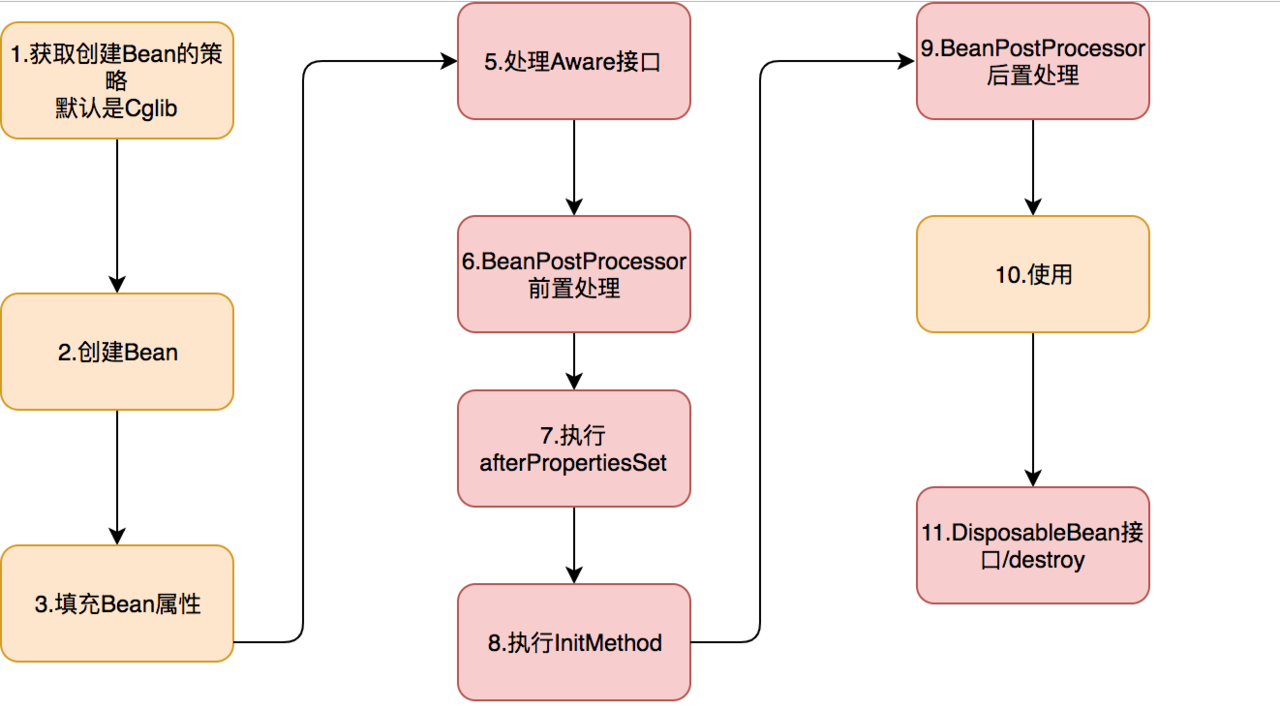 1.获取创建Bean的策
略
默认是Cglib
2.创建Bean
3.填充Bean属性
5.处理Aware接口
6.BeanPostProcessor
前置处理
7.执行
afterPropertiesSet
8.执行InitMethod
9.BeanPostProcessor
后置处理
10.使用
11.DisposableBean接
口/destroy